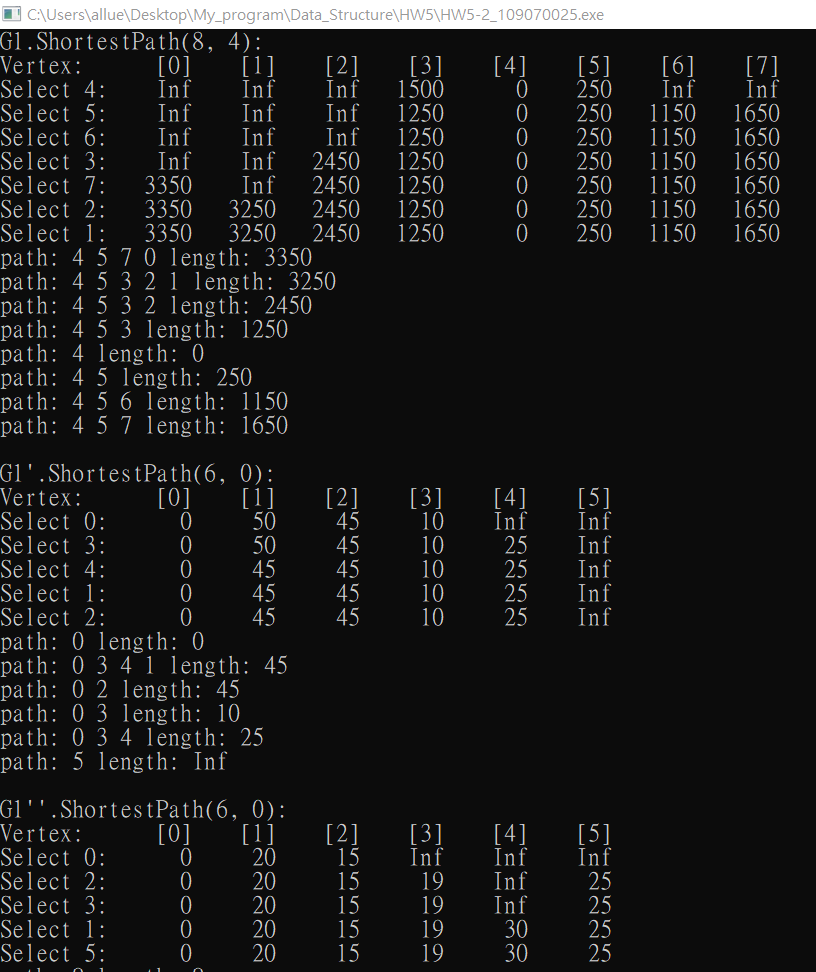 C:\Users\allue\Desktop\My_program\Data_Structure\HW5\HW5-2_109070025.exe
G1.ShortestPath(8, 4):
Vertex: [0] [1] [2] [3] [4] [5] [6] [7]
Select 4: Inf Inf Inf 1500 0 250 Inf Inf
Select 5: Inf Inf Inf 1250 0 250 1150 1650
Select 6: Inf Inf Inf 1250 0 250 1150 1650
Select 3: Inf Inf 2450 1250 0 250 1150 1650
Select 7: 3350 Inf 2450 1250 0 250 1150 1650
Select 2: 3350 3250 2450 1250 0 250 1150 1650
Select 1: 3350 3250 2450 1250 0 250 1150 1650
path: 4 5 7 0 length: 3350
path: 4 5 3 2 1 length: 3250
path: 4 5 3 2 length: 2450
path: 4 5 3 length: 1250
path: 4 length: 0
path: 4 5 length: 250
path: 4 5 6 length: 1150
path: 4 5 7 length: 1650
G1'.ShortestPath(6, 0):
Vertex: [0] [1] [2] [3] [4] [5]
Select 0: 0 50 45 10 Inf Inf
Select 3: 0 50 45 10 25 Inf
Select 4: 0 45 45 10 25 Inf
Select 1: 0 45 45 10 25 Inf
Select 2: 0 45 45 10 25 Inf
path: 0 length: 0
path: 0 3 4 1 length: 45
path: 0 2 length: 45
path: 0 3 length: 10
path: 0 3 4 length: 25
path: 5 length: Inf
G1''.ShortestPath(6, 0):
Vertex: [0] [1] [2] [3] [4] [5]
Select 0: 0 20 15 Inf Inf Inf
Select 2: 0 20 15 19 Inf 25
Select 3: 0 20 15 19 Inf 25
Select 1: 0 20 15 19 30 25
Select 5: 0 20 15 19 30 25